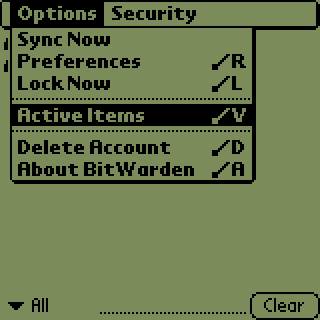 Options Security
Sync Now
Preferences /R
Lock Now /L
Active Items /V
Delete Account /D
About BitWarden /A
All Clear